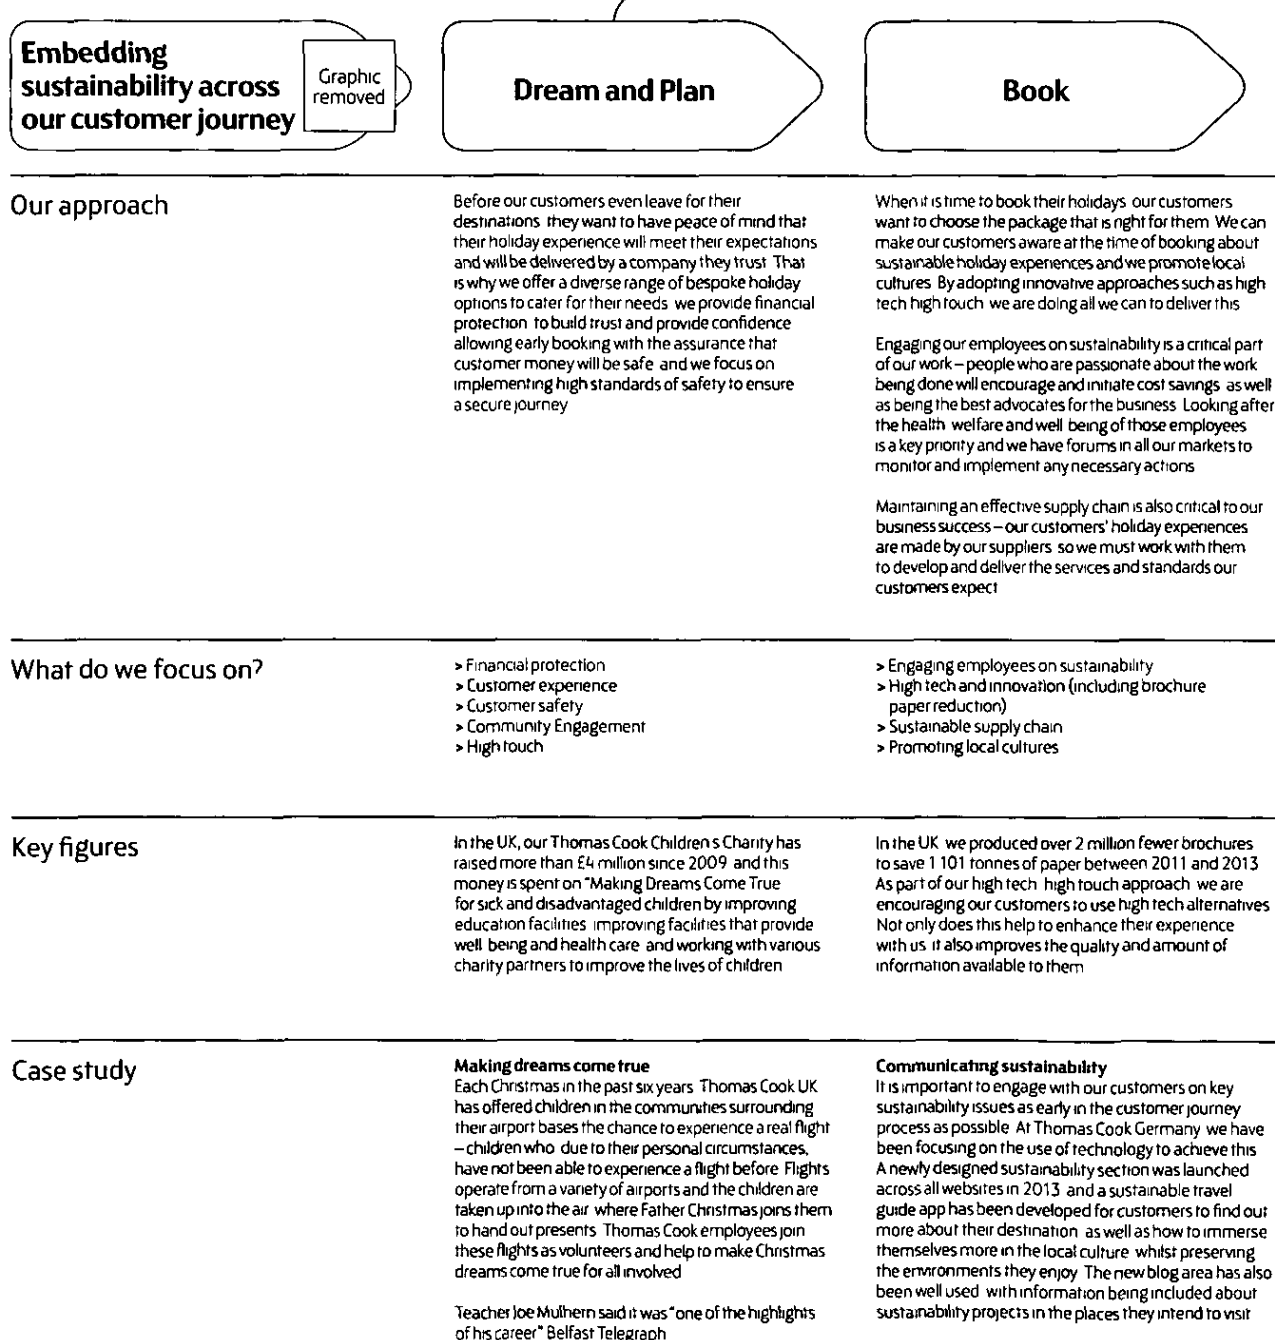 Embedding
sustainability across
our customer journey
Graphic
removed
Dream and Plan
Book
Our approach
Before our customers even leave for their
destinations they want to have peace of mind that
their holiday experience will meet their expectations
and will be delivered by a company they trust That
is why we offer a diverse range of bespoke holiday
options to cater for their needs we provide financial
protection to build trust and provide confidence
allowing early booking with the assurance that
customer money will be safe and we focus on
implementing high standards of safety to ensure
a secure journey
When it is time to book their holidays our customers
want to choose the package that is right for them We can
make our customers aware at the time of booking about
sustainable holiday experiences and we promote local
cultures By adopting innovative approaches such as high
tech high touch we are doing all we can to deliver this
Engaging our employees on sustainability is a critical part
of our work – people who are passionate about the work
being done will encourage and initiate cost savings as well
as being the best advocates for the business Looking after
the health welfare and well being of those employees
is a key priority and we have forums in all our markets to
monitor and implement any necessary actions
Maintaining an effective supply chain is also critical to our
business success – our customers' holiday experiences
are made by our suppliers so we must work with them
to develop and deliver the services and standards our
customers expect
What do we focus on?
> Financial protection
> Customer experience
> Customer safety
> Community Engagement
> High touch
> Engaging employees on sustainability
> High tech and innovation (including brochure
paper reduction)
> Sustainable supply chain
> Promoting local cultures
Key figures
In the UK, our Thomas Cook Children s Charity has
raised more than £4 million since 2009 and this
money is spent on "Making Dreams Come True
for sick and disadvantaged children by improving
education facilities improving facilities that provide
well being and health care and working with various
charity partners to improve the lives of children
In the UK we produced over 2 million fewer brochures
to save 1 101 tonnes of paper between 2011 and 2013
As part of our high tech high touch approach we are
encouraging our customers to use high tech alternatives
Not only does this help to enhance their experience
with us it also improves the quality and amount of
information available to them
Case study
Making dreams come true
Each Christmas in the past six years Thomas Cook UK
has offered children in the communities surrounding
their airport bases the chance to experience a real flight
– children who due to their personal circumstances,
have not been able to experience a flight before Flights
operate from a variety of airports and the children are
taken up into the air where Father Christmas joins them
to hand out presents Thomas Cook employees join
these flights as volunteers and help to make Christmas
dreams come true for all involved
Teacher Joe Mulhern said it was "one of the highlights
of his career" Belfast Telegraph
Communicating sustainability
It is important to engage with our customers on key
sustainability issues as early in the customer journey
process as possible At Thomas Cook Germany we have
been focusing on the use of technology to achieve this
A newly designed sustainability section was launched
across all websites in 2013 and a sustainable travel
guide app has been developed for customers to find out
more about their destination as well as how to immerse
themselves more in the local culture whilst preserving
the environments they enjoy The new blog area has also
been well used with information being included about
sustainability projects in the places they intend to visit